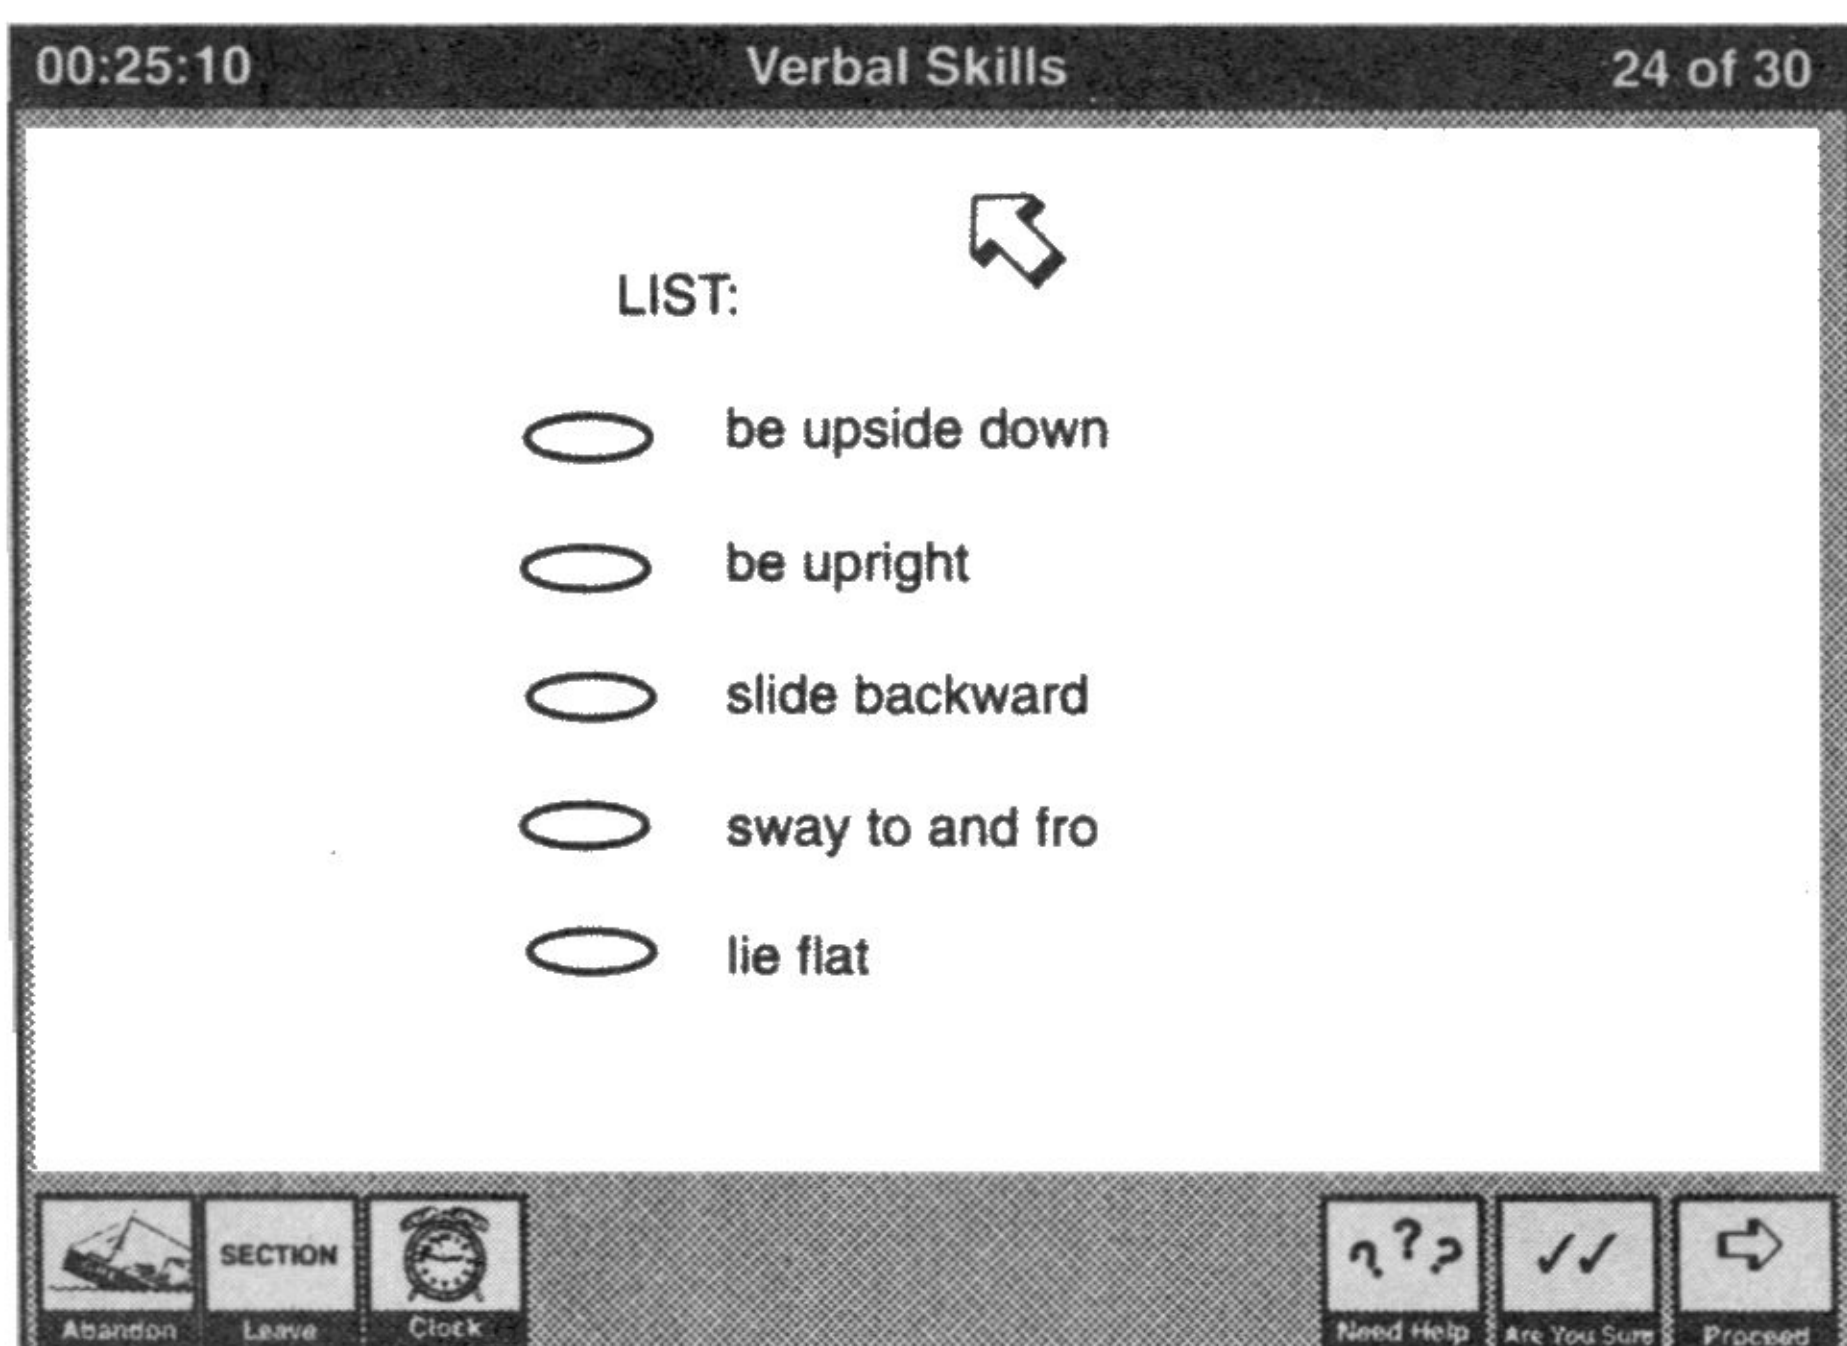 00:25:10 Verbal Skills 24 of 30
LIST:
be upside down
be upright
slide backward
sway to and fro
lie flat
SECTION
???
Abandon Leave Clock Need Help Are You Sure Proceed